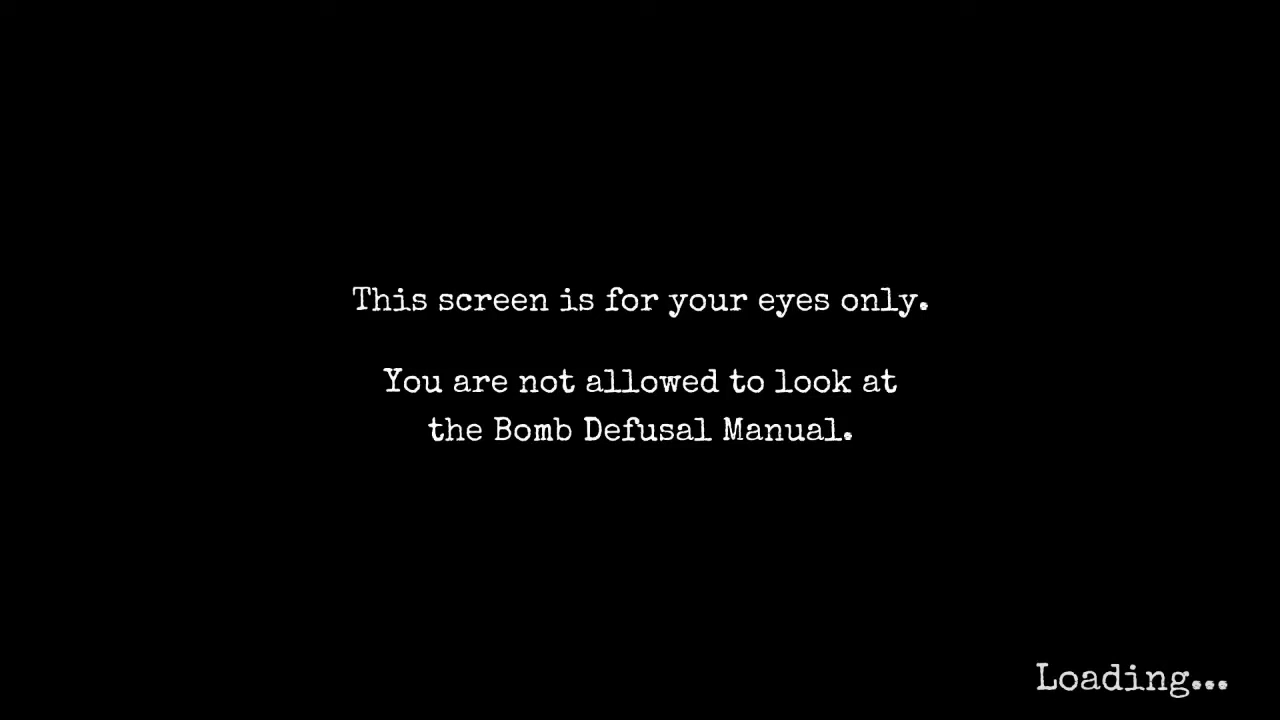 This screen is for your eyes only.
You are not allowed to look at
the Bomb Defusal Manual.
Loading...